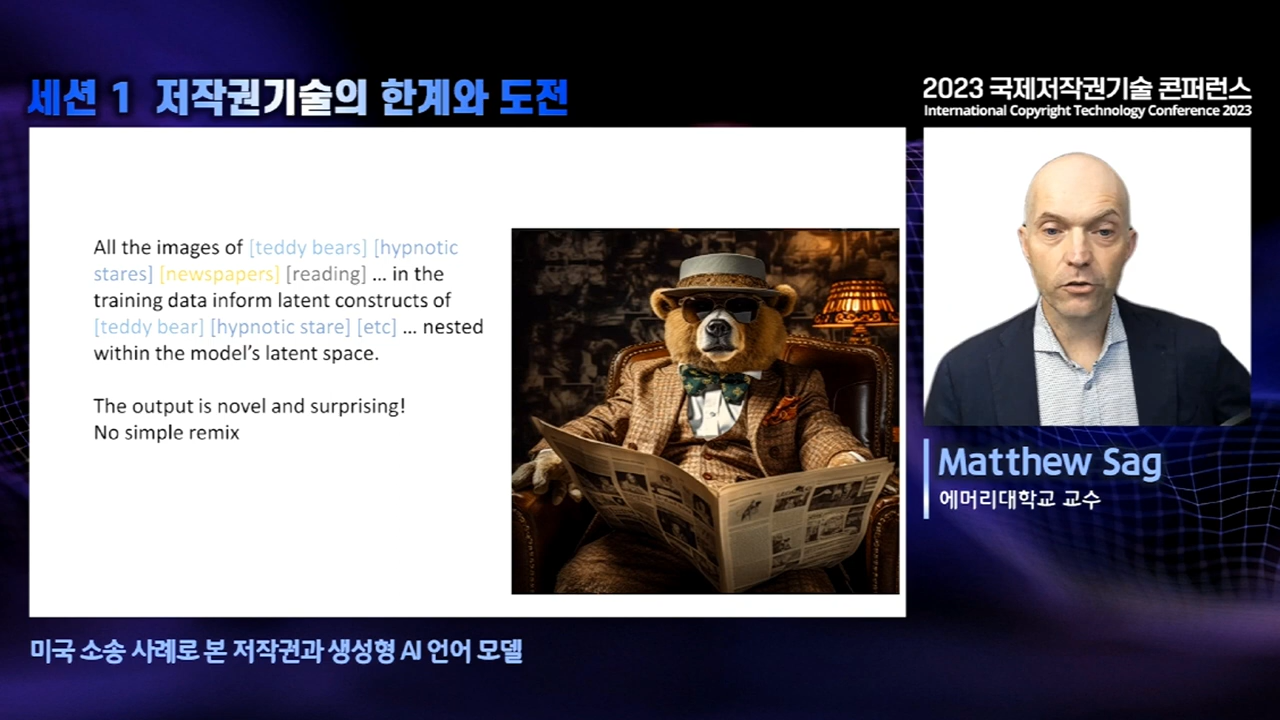 세션 1 저작권기술의 한계와 도전
2023 국제저작권기술 콘퍼런스
International Copyright Technology Conference 2023
All the images of [teddy bears] [hypnotic
stares] [newspapers] [reading] ... in the
training data inform latent constructs of
[teddy bear] [hypnotic stare] [etc] ... nested
within the model's latent space.
The output is novel and surprising!
No simple remix
Matthew Sag
에머리대학교 교수
미국 소송 사례로 본 저작권과 생성형 AI 언어 모델